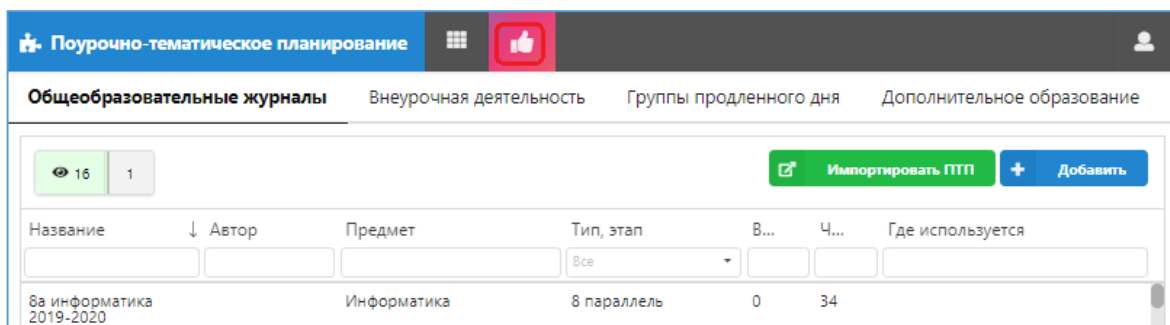 Поурочно-тематическое планирование
Общеобразовательные журналы Внеурочная деятельность Группы продленного дня Дополнительное образование
16 1 Импортировать ПТП + Добавить
Название ↓ Автор Предмет Тип, этап В... Ч... Где используется
Все
8а информатика Информатика 8 параллель 0 34
2019-2020